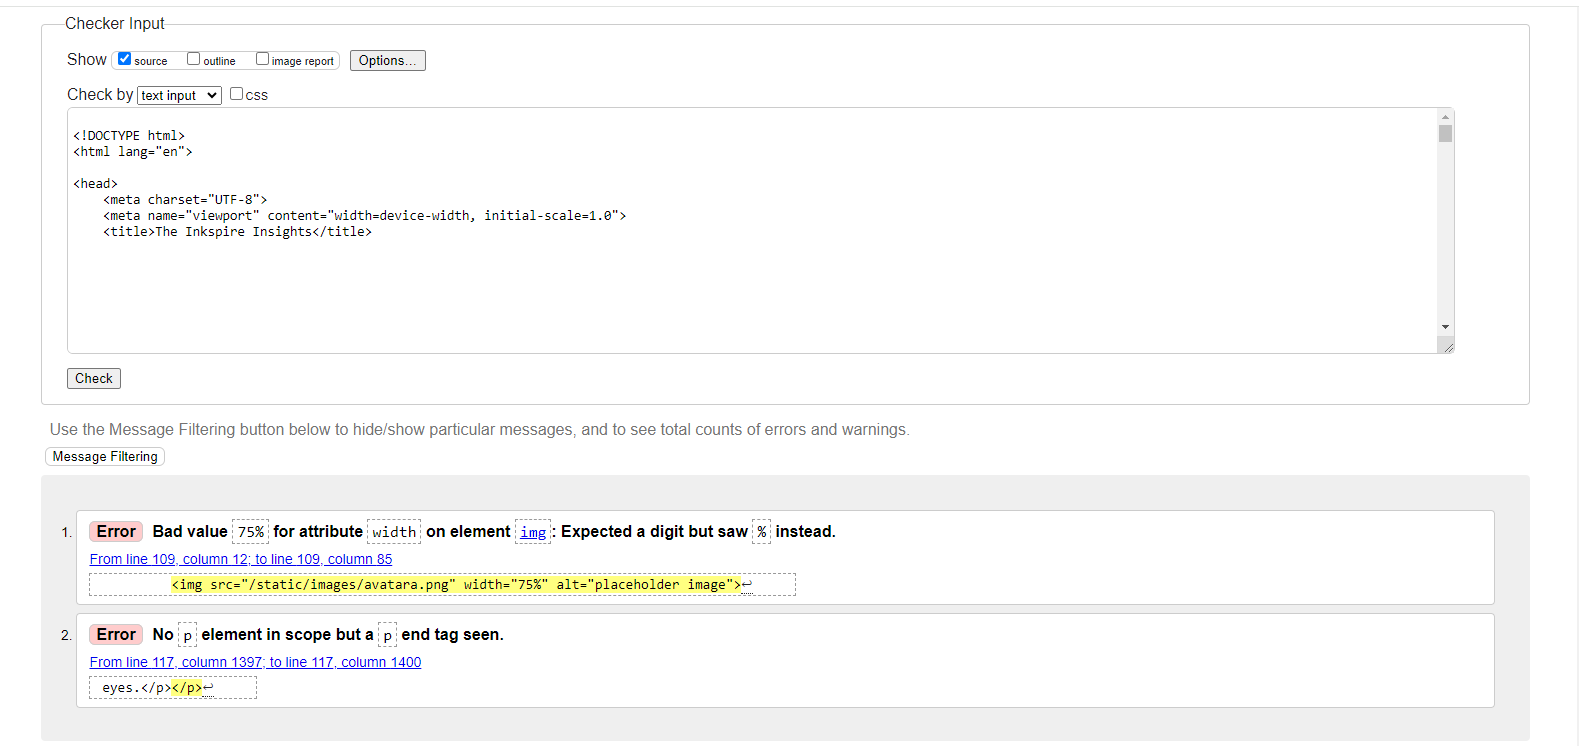 Checker Input
Show source outline image report Options...
Check by text input css
<!DOCTYPE html>
<html lang="en">
<head>
<meta charset="UTF-8">
<meta name="viewport" content="width=device-width, initial-scale=1.0">
<title>The Inkspire Insights</title>
Check
Use the Message Filtering button below to hide/show particular messages, and to see total counts of errors and warnings.
Message Filtering
1. Error Bad value 75% for attribute width on element img: Expected a digit but saw % instead.
From line 109, column 12; to line 109, column 85
<img src="/static/images/avatara.png" width="75%" alt="placeholder image">↩
2. Error No p element in scope but a p end tag seen.
From line 117, column 1397; to line 117, column 1400
eyes.</p></p>↩